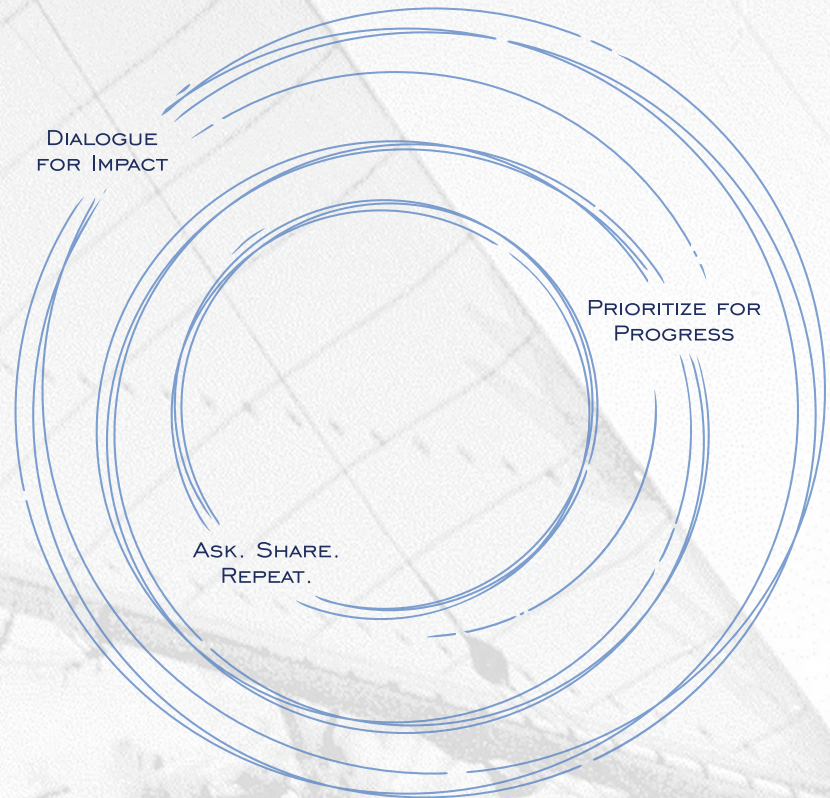 Dialogue
for Impact
Prioritize for
Progress
Ask. Share.
Repeat.